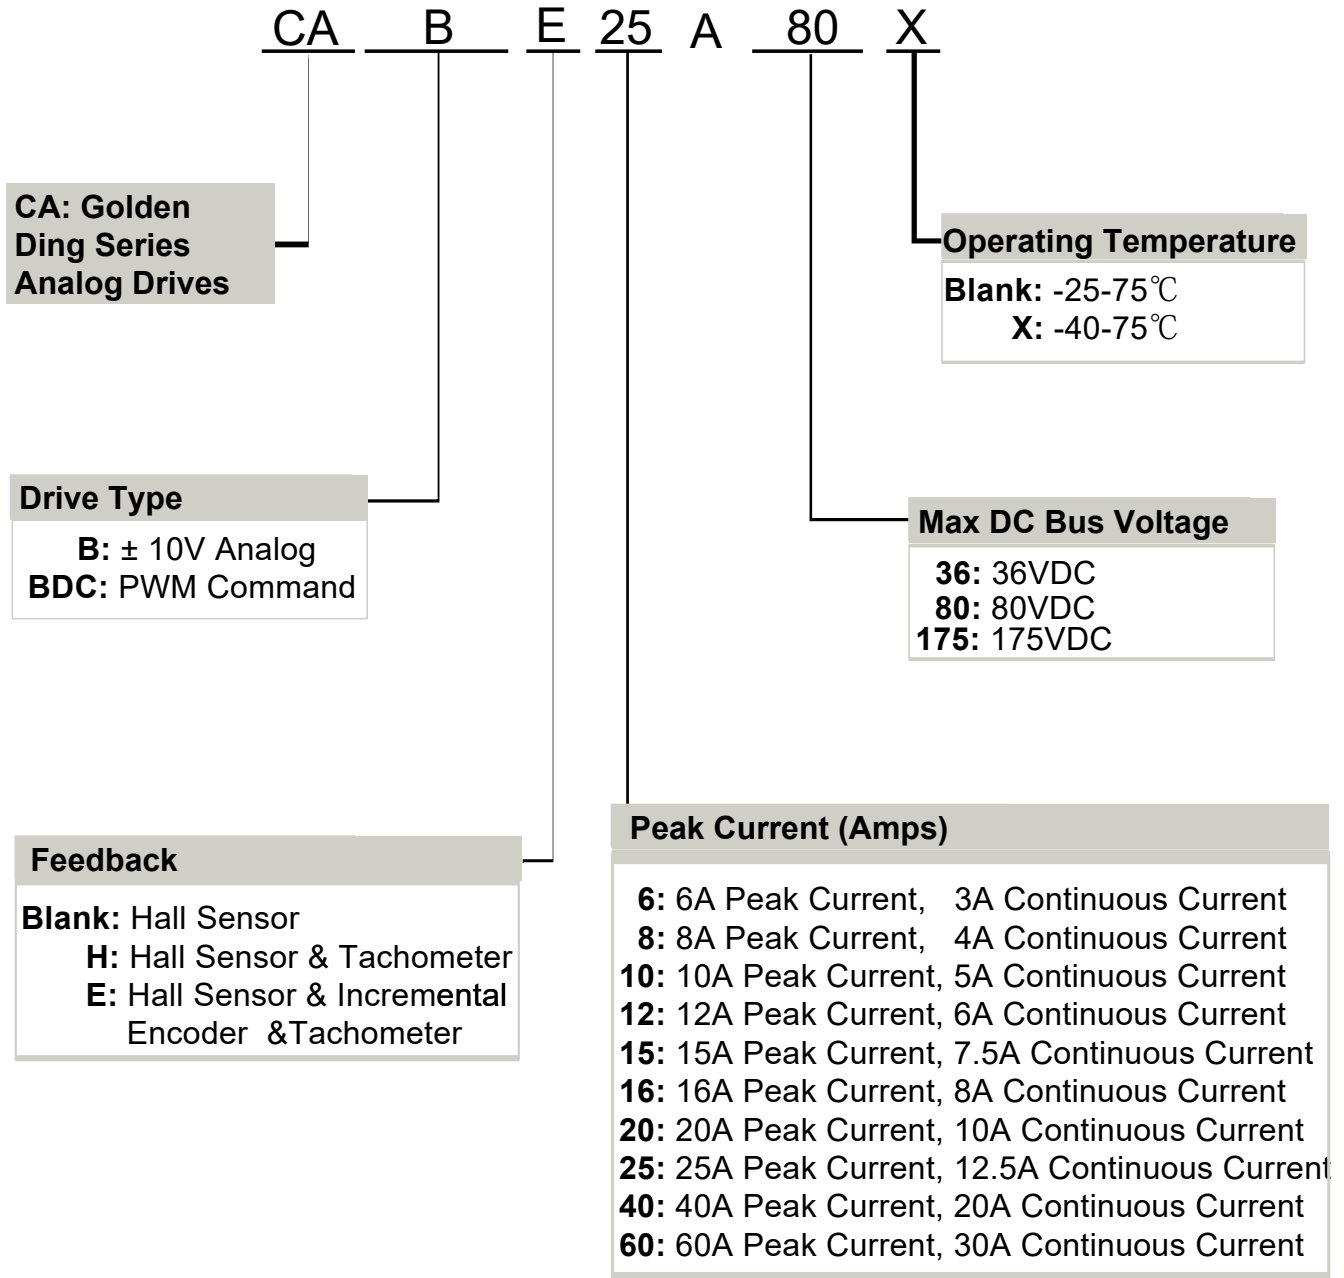 CA B E 25 A 80 X
CA: Golden
Ding Series
Analog Drives
Operating Temperature
Blank: -25-75℃
X: -40-75℃
Drive Type
B: ± 10V Analog
BDC: PWM Command
Max DC Bus Voltage
36: 36VDC
80: 80VDC
175: 175VDC
Feedback
Blank: Hall Sensor
H: Hall Sensor & Tachometer
E: Hall Sensor & Incremental
Encoder &Tachometer
Peak Current (Amps)
6: 6A Peak Current, 3A Continuous Current
8: 8A Peak Current, 4A Continuous Current
10: 10A Peak Current, 5A Continuous Current
12: 12A Peak Current, 6A Continuous Current
15: 15A Peak Current, 7.5A Continuous Current
16: 16A Peak Current, 8A Continuous Current
20: 20A Peak Current, 10A Continuous Current
25: 25A Peak Current, 12.5A Continuous Current
40: 40A Peak Current, 20A Continuous Current
60: 60A Peak Current, 30A Continuous Current